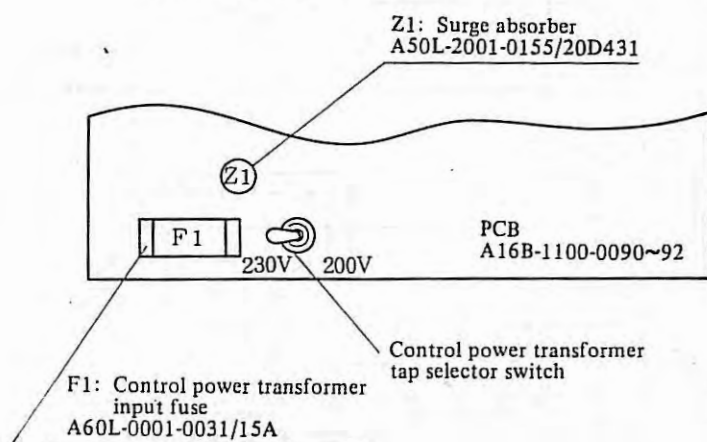 Z1: Surge absorber
A50L-2001-0155/20D431
Z1
F1
230V 200V
PCB
A16B-1100-0090~92
Control power transformer
tap selector switch
F1: Control power transformer
input fuse
A60L-0001-0031/15A